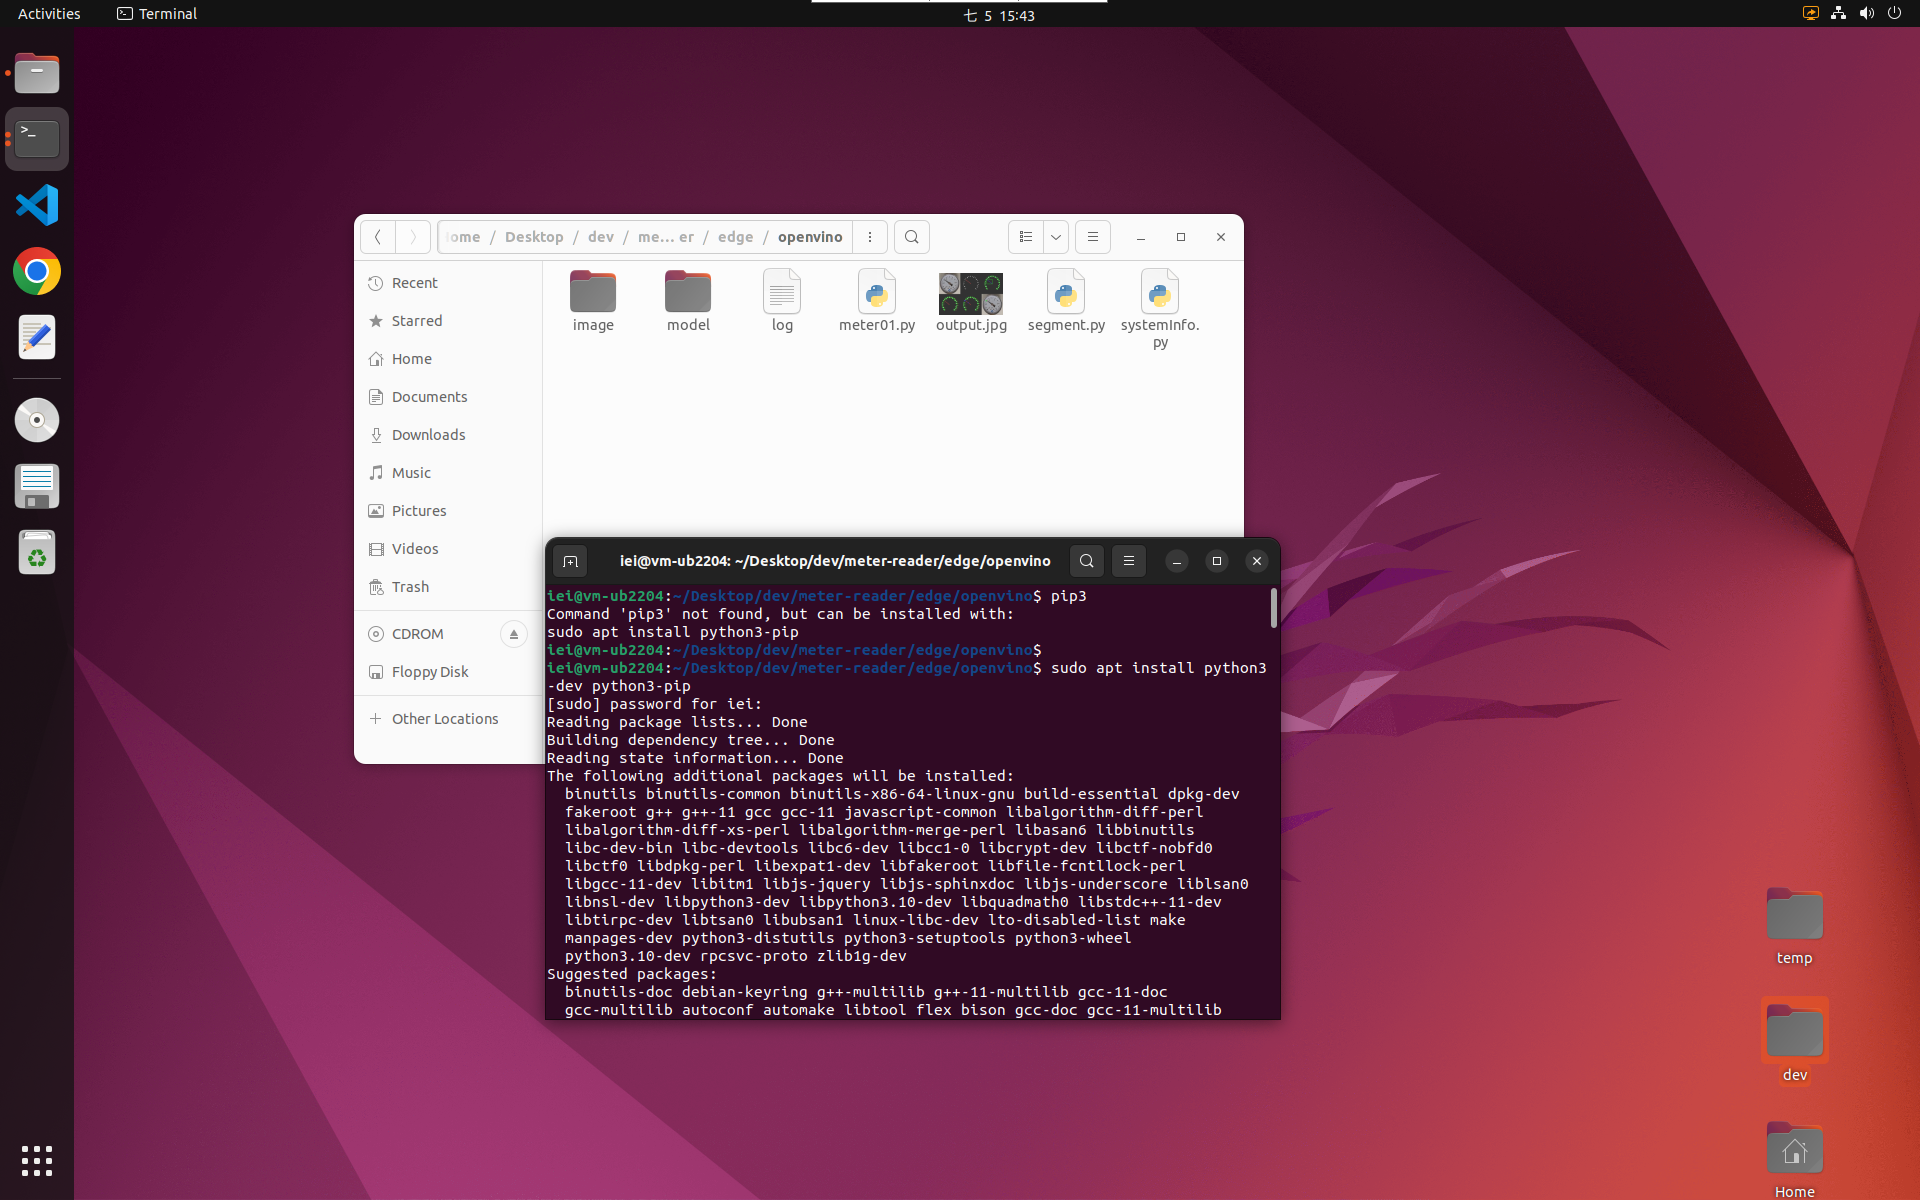 Activities
Terminal
七 5 15:43
ome / Desktop / dev / me... er / edge / openvino
Recent
Starred
Home
Documents
Downloads
Music
Pictures
Videos
Trash
CDROM
Floppy Disk
Other Locations
image
model
log
meter01.py
output.jpg
segment.py
systemInfo.
py
iei@vm-ub2204: ~/Desktop/dev/meter-reader/edge/openvino
iei@vm-ub2204:~/Desktop/dev/meter-reader/edge/openvino$ pip3
Command 'pip3' not found, but can be installed with:
sudo apt install python3-pip
iei@vm-ub2204:~/Desktop/dev/meter-reader/edge/openvino$
iei@vm-ub2204:~/Desktop/dev/meter-reader/edge/openvino$ sudo apt install python3
-dev python3-pip
[sudo] password for iei:
Reading package lists... Done
Building dependency tree... Done
Reading state information... Done
The following additional packages will be installed:
binutils binutils-common binutils-x86-64-linux-gnu build-essential dpkg-dev
fakeroot g++ g++-11 gcc gcc-11 javascript-common libalgorithm-diff-perl
libalgorithm-diff-xs-perl libalgorithm-merge-perl libasan6 libbinutils
libc-dev-bin libc-devtools libc6-dev libcc1-0 libcrypt-dev libctf-nobfd0
libctf0 libdpkg-perl libexpat1-dev libfakeroot libfile-fcntllock-perl
libgcc-11-dev libitm1 libjs-jquery libjs-sphinxdoc libjs-underscore liblsan0
libnsl-dev libpython3-dev libpython3.10-dev libquadmath0 libstdc++-11-dev
libtirpc-dev libtsan0 libubsan1 linux-libc-dev lto-disabled-list make
manpages-dev python3-distutils python3-setuptools python3-wheel
python3.10-dev rpcsvc-proto zlib1g-dev
Suggested packages:
binutils-doc debian-keyring g++-multilib g++-11-multilib gcc-11-doc
gcc-multilib autoconf automake libtool flex bison gcc-doc gcc-11-multilib
temp
dev
Home